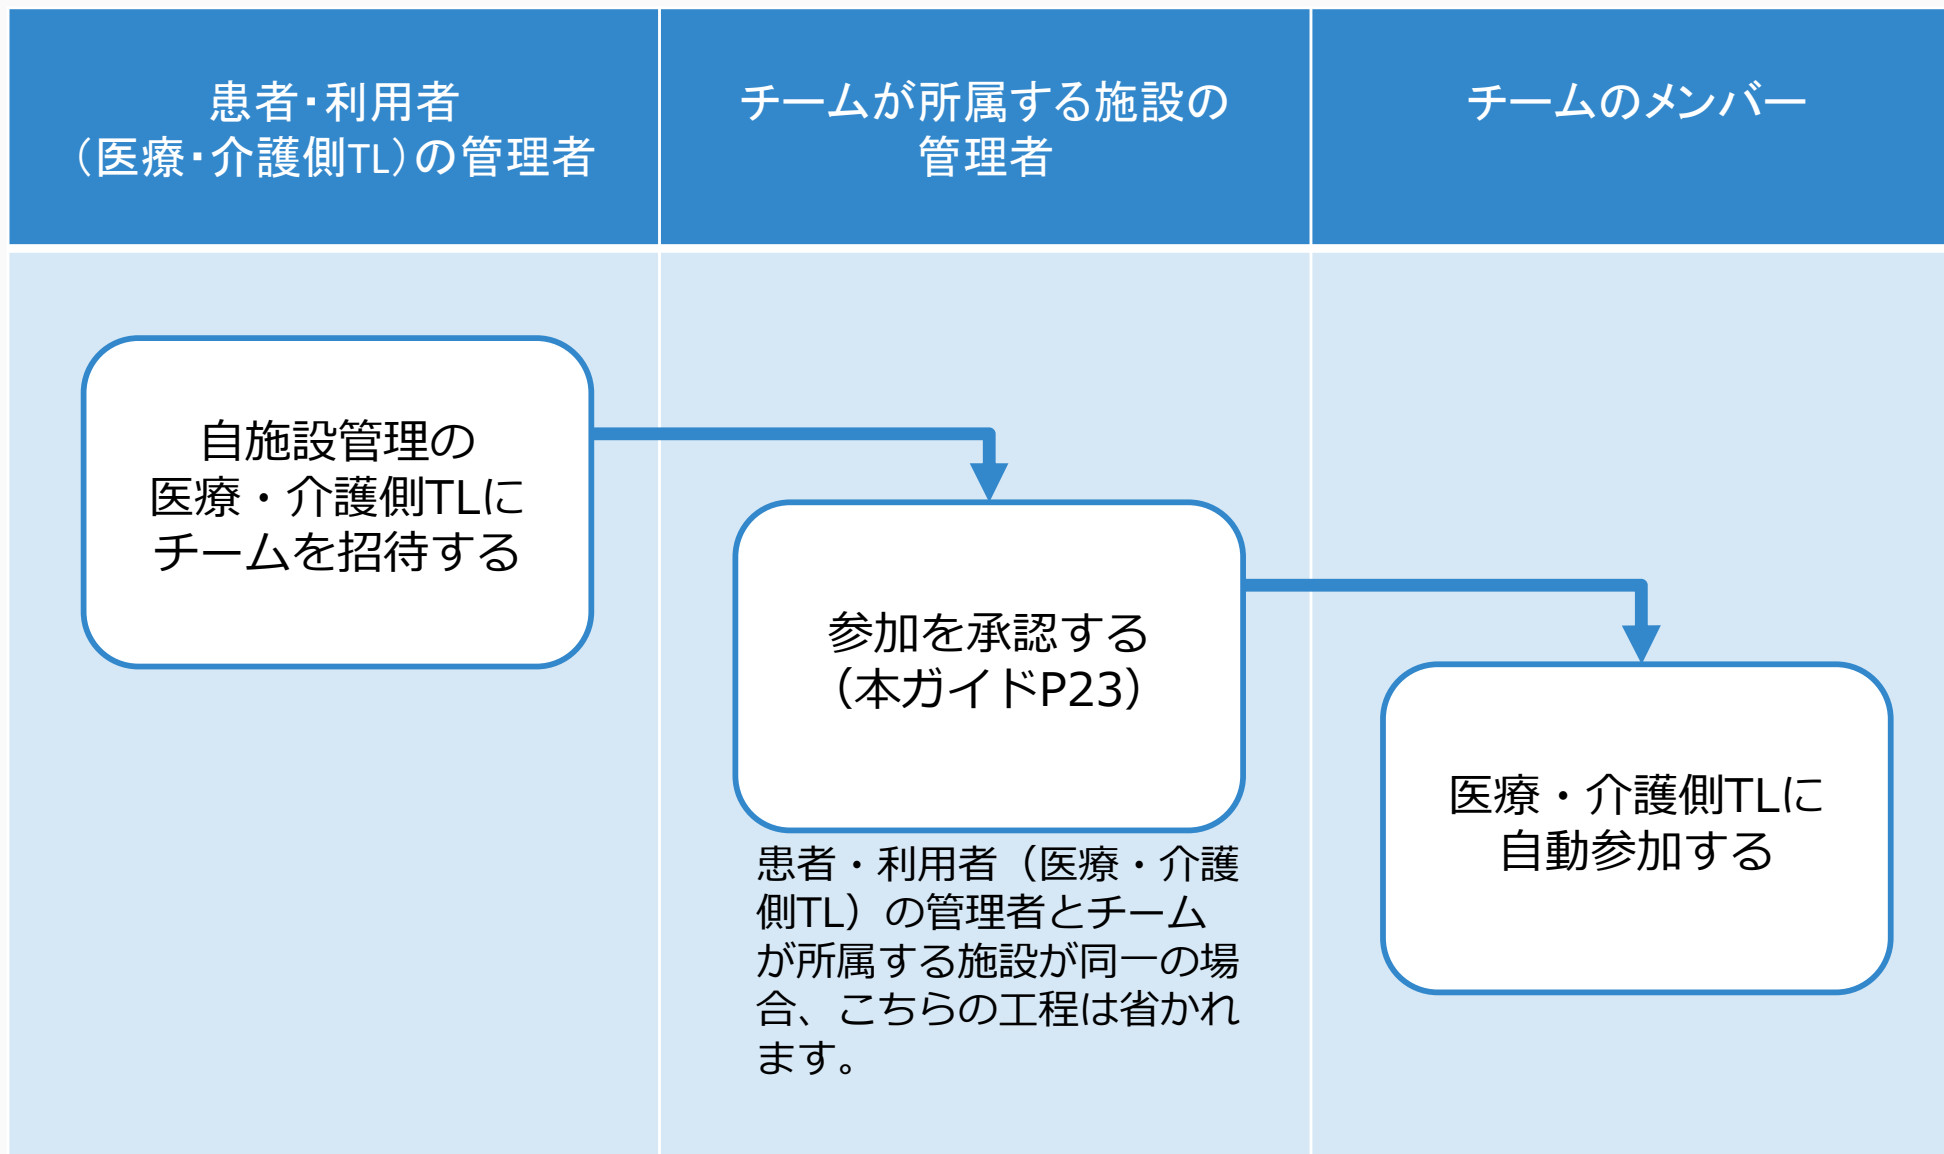 患者・利用者
（医療・介護側TL）の管理者
チームが所属する施設の
管理者
チームのメンバー
自施設管理の
医療・介護側TLに
チームを招待する
参加を承認する
（本ガイドP23）
患者・利用者（医療・介護
側TL）の管理者とチーム
が所属する施設が同一の場
合、こちらの工程は省かれ
ます。
医療・介護側TLに
自動参加する